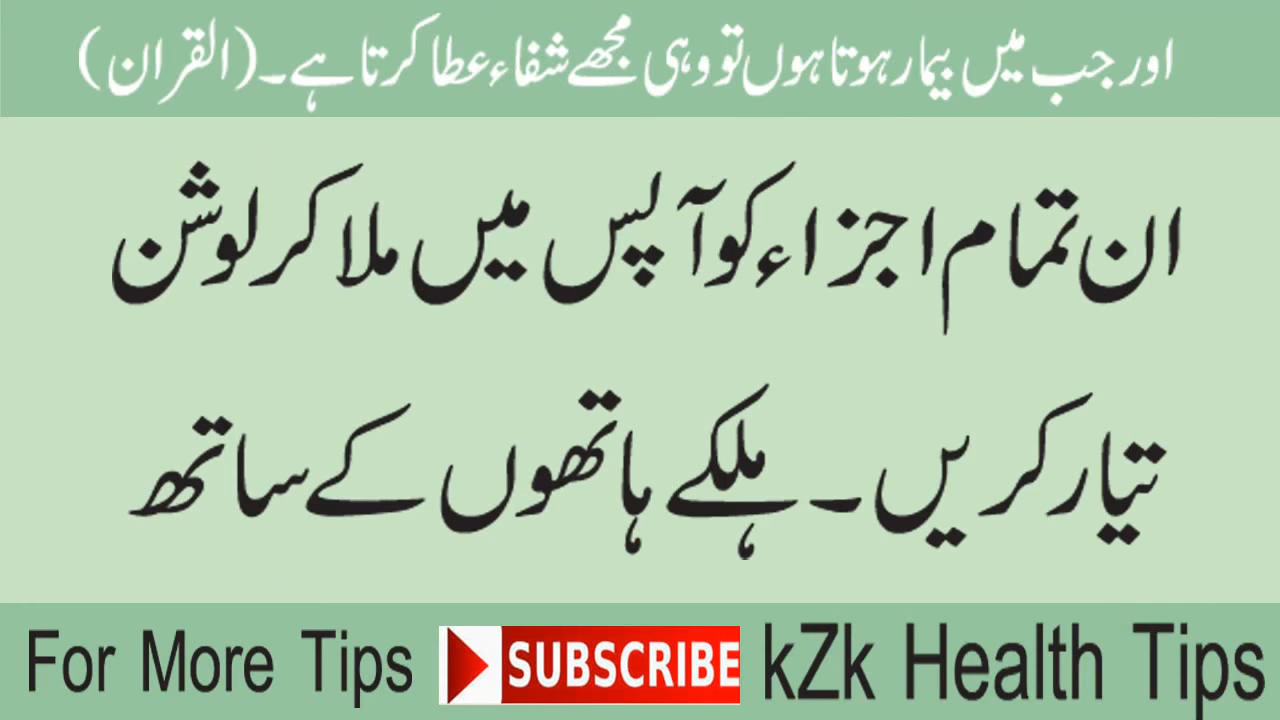 اور جب میں بیمار ہوتا ہوں تو وہی مجھے شفاء عطا کرتا ہے۔ (القران)
ان تمام اجزاء کو آپس میں ملا کر لوشن
تیار کریں۔ ہلکے ہاتھوں کے ساتھ
For More Tips SUBSCRIBE kZk Health Tips